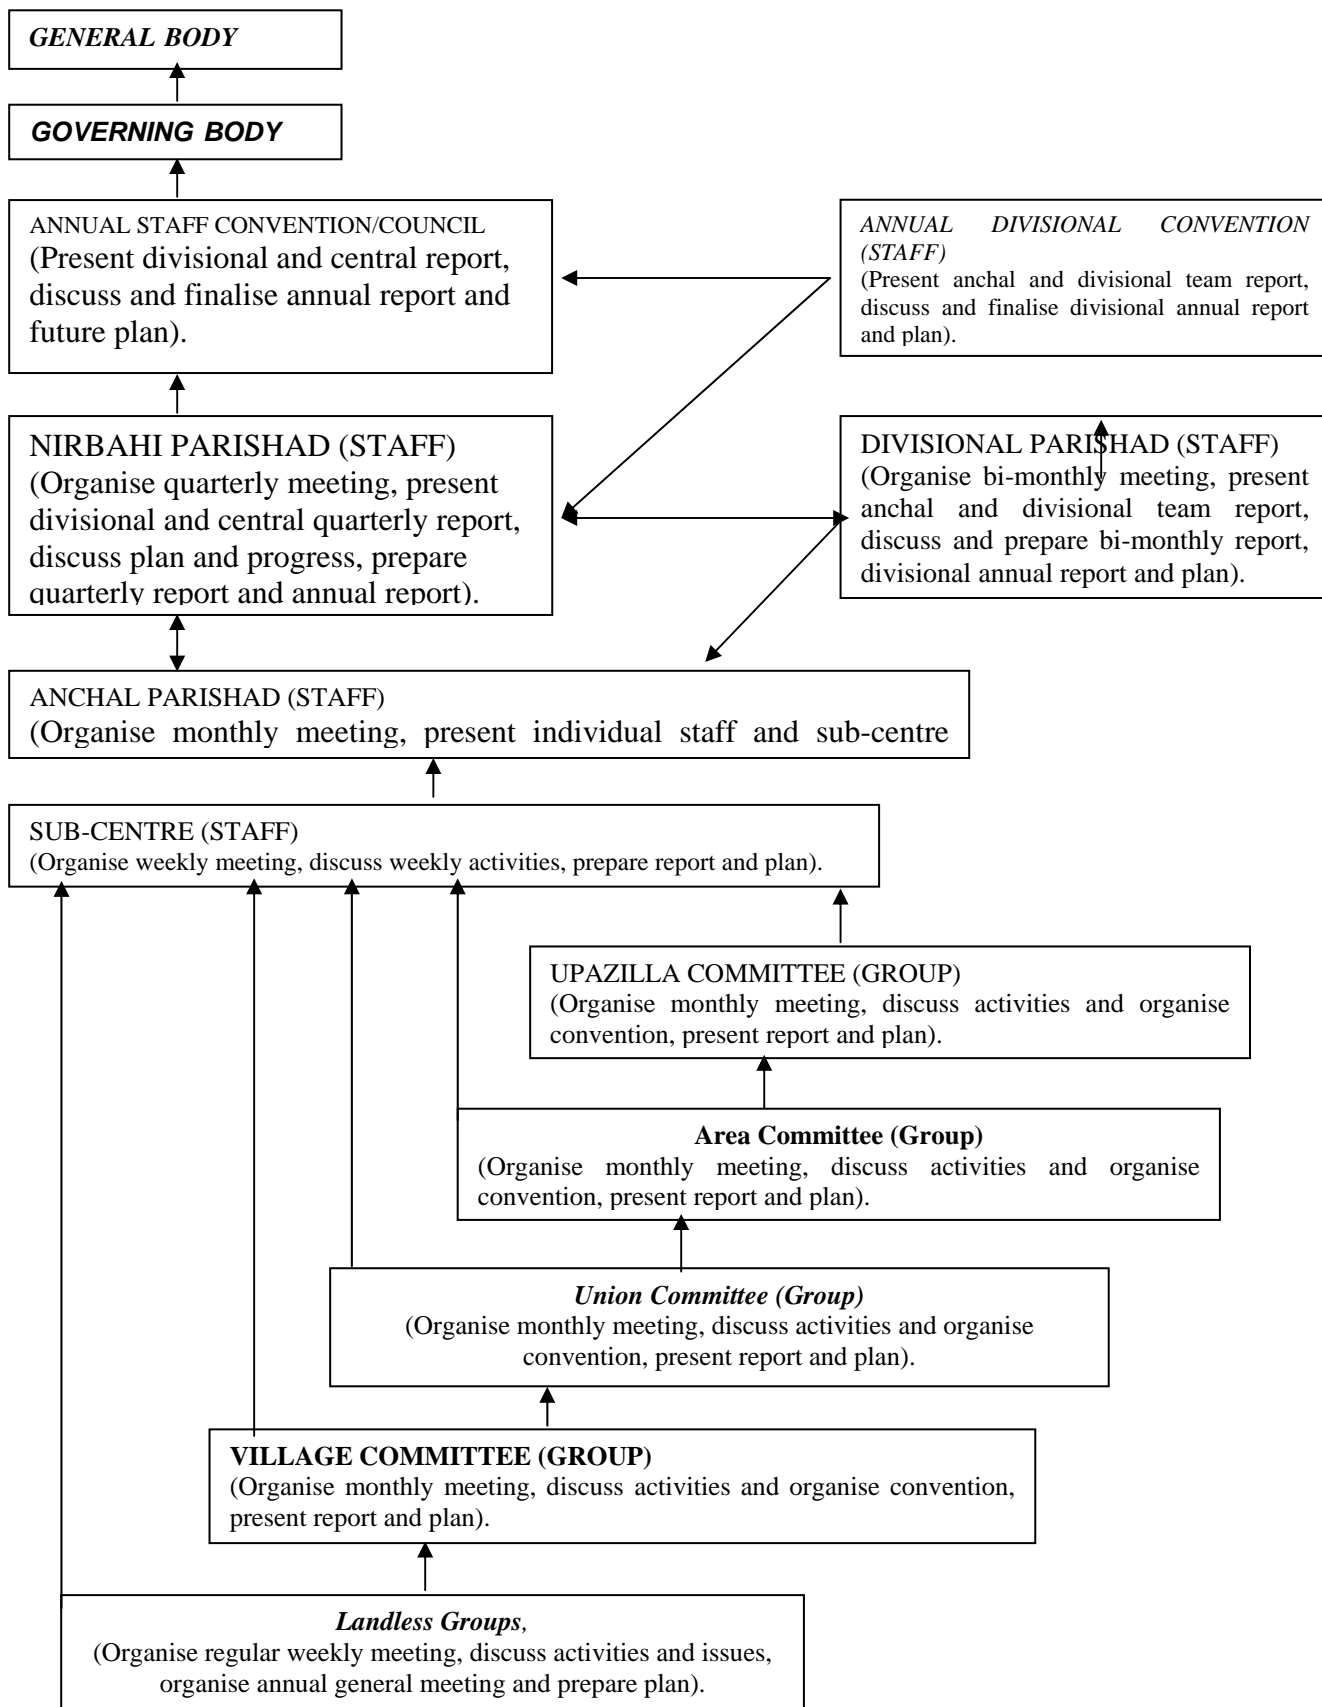 GENERAL BODY
GOVERNING BODY
ANNUAL STAFF CONVENTION/COUNCIL
(Present divisional and central report,
discuss and finalise annual report and
future plan).
ANNUAL DIVISIONAL CONVENTION
(STAFF)
(Present anchal and divisional team report,
discuss and finalise divisional annual report
and plan).
NIRBAHI PARISHAD (STAFF)
(Organise quarterly meeting, present
divisional and central quarterly report,
discuss plan and progress, prepare
quarterly report and annual report).
DIVISIONAL PARISHAD (STAFF)
(Organise bi-monthly meeting, present
anchal and divisional team report,
discuss and prepare bi-monthly report,
divisional annual report and plan).
ANCHAL PARISHAD (STAFF)
(Organise monthly meeting, present individual staff and sub-centre
SUB-CENTRE (STAFF)
(Organise weekly meeting, discuss weekly activities, prepare report and plan).
UPAZILLA COMMITTEE (GROUP)
(Organise monthly meeting, discuss activities and organise
convention, present report and plan).
Area Committee (Group)
(Organise monthly meeting, discuss activities and organise
convention, present report and plan).
Union Committee (Group)
(Organise monthly meeting, discuss activities and organise
convention, present report and plan).
VILLAGE COMMITTEE (GROUP)
(Organise monthly meeting, discuss activities and organise convention,
present report and plan).
Landless Groups,
(Organise regular weekly meeting, discuss activities and issues,
organise annual general meeting and prepare plan).